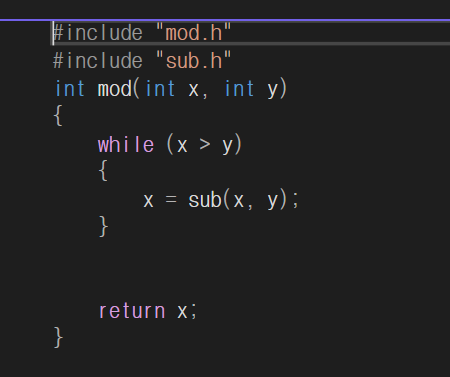 #include "mod.h"
#include "sub.h"
int mod(int x, int y)
{
    while (x > y)
    {
        x = sub(x, y);
    }
    return x;
}